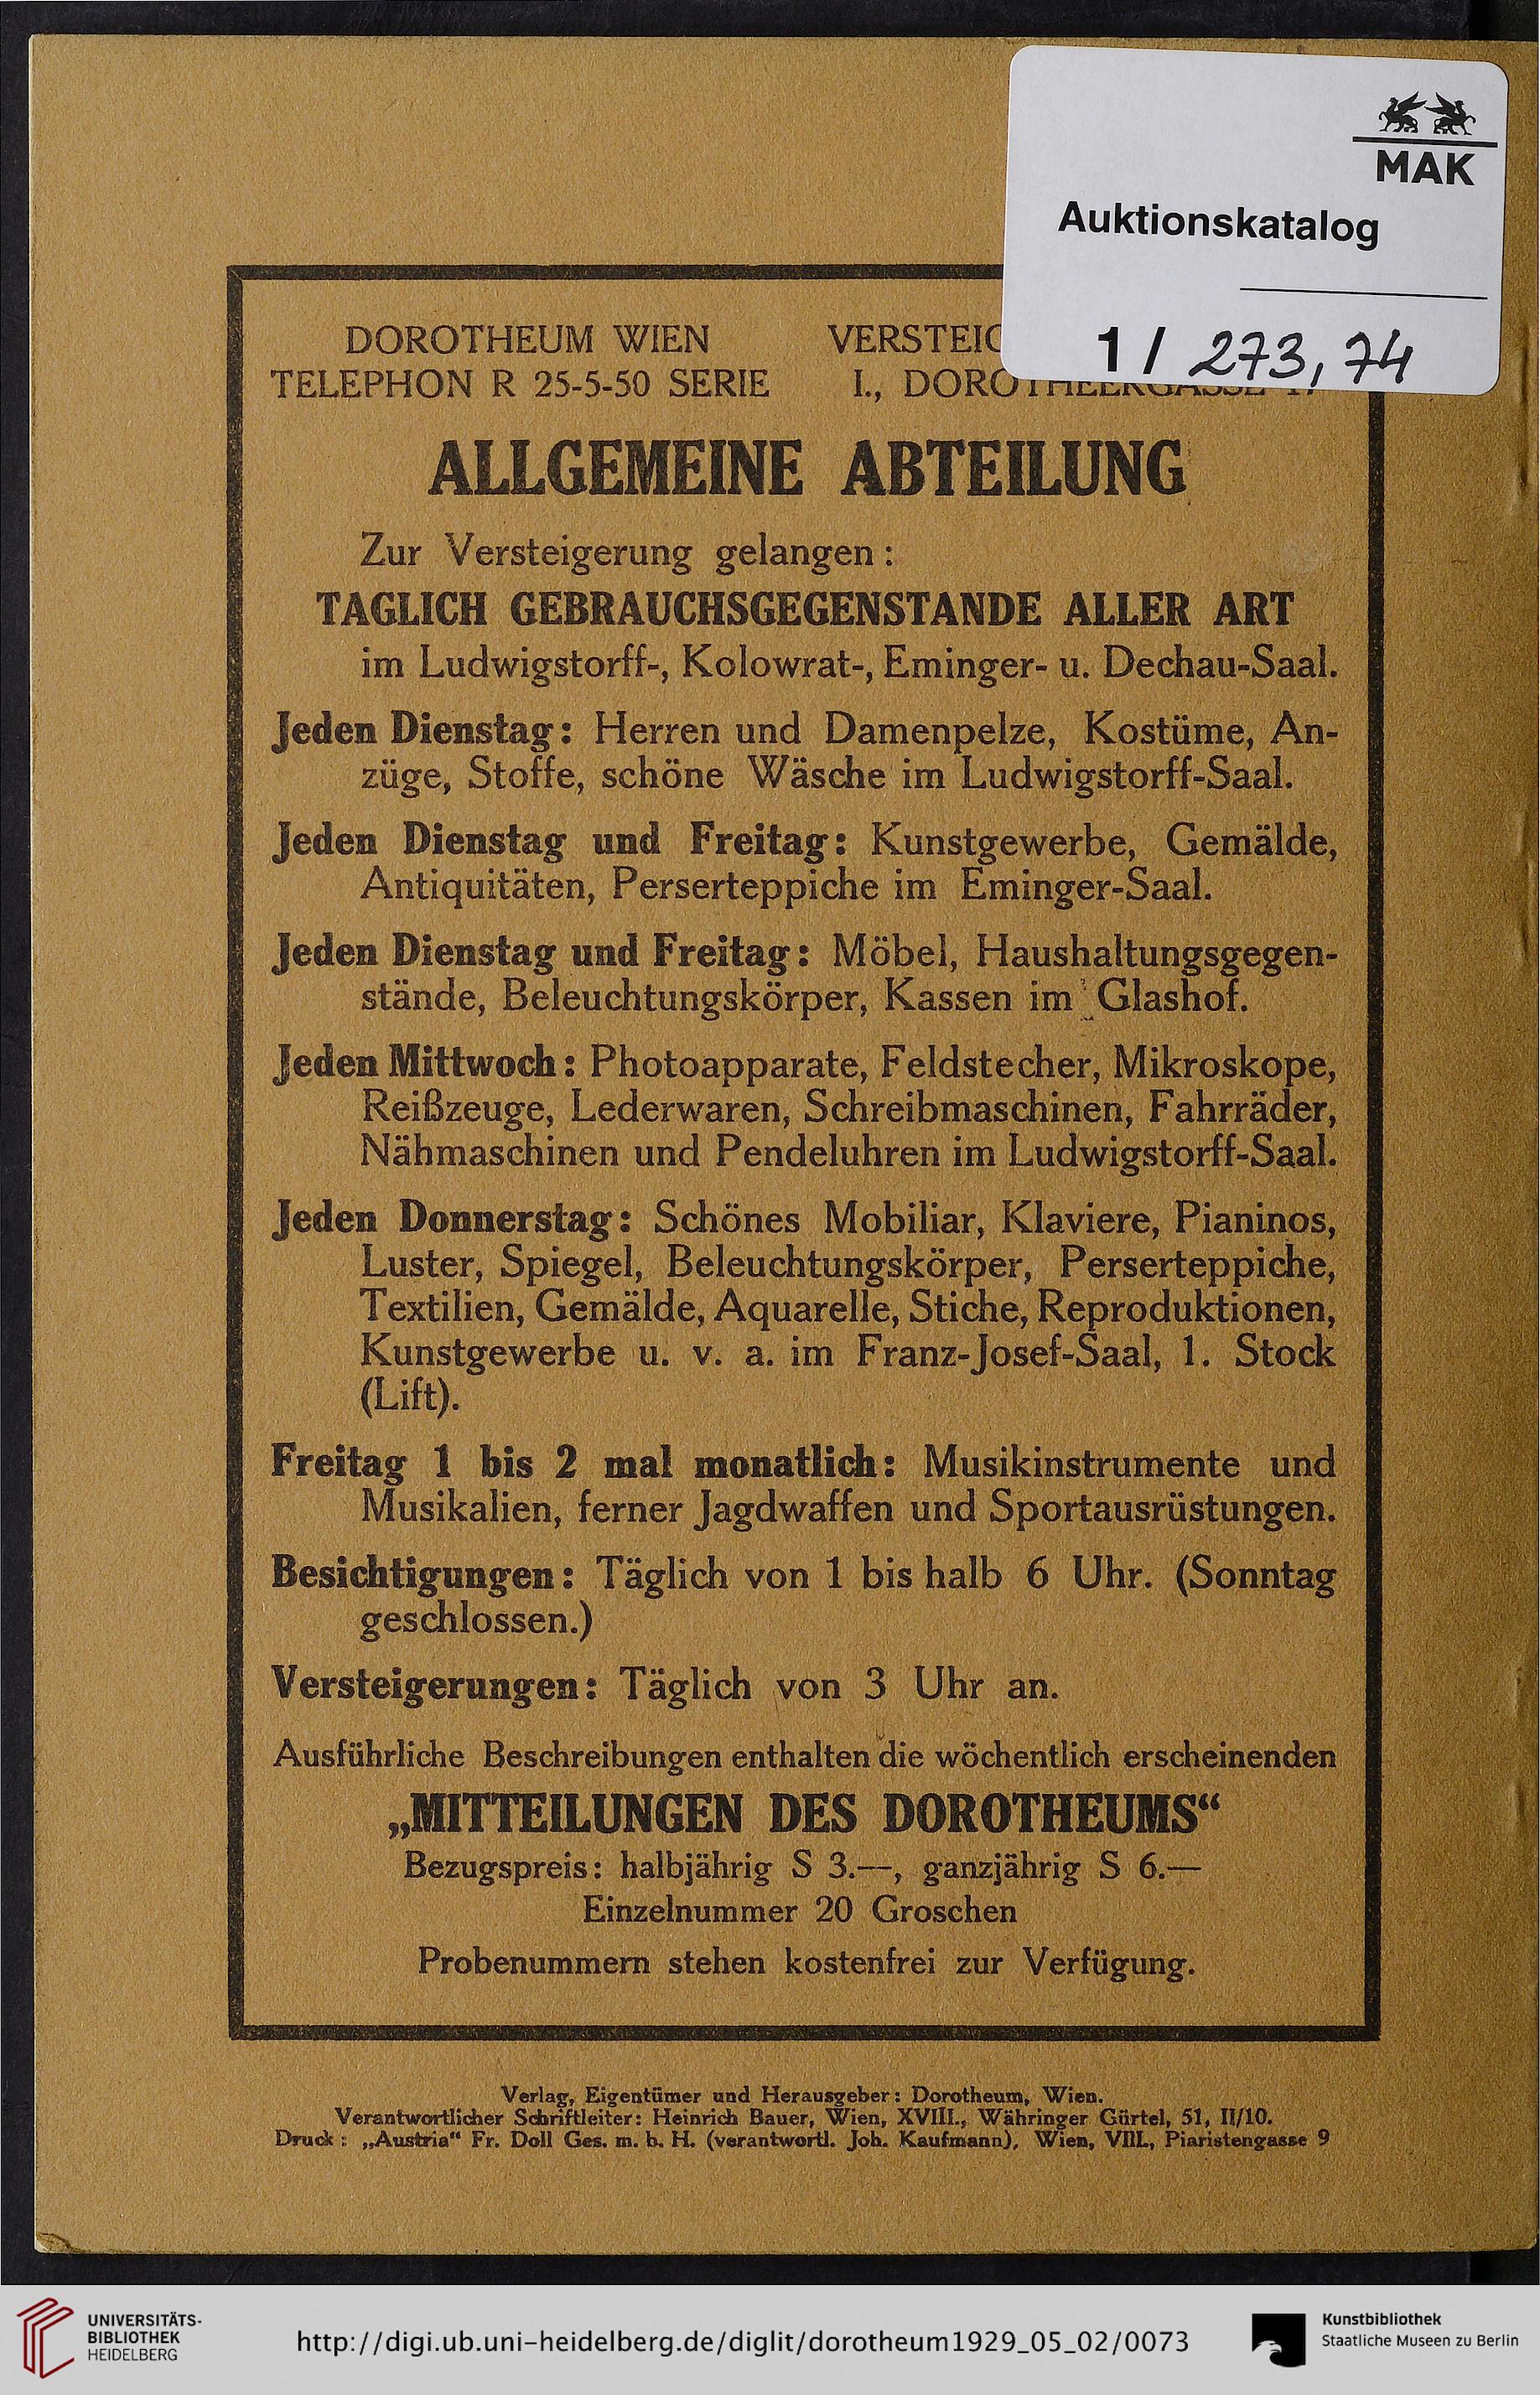 MAK
Auktionskatalog
1 / 273, 74
DOROTHEUM WIEN
TELEPHON R 25-5-50 SERIE I.,
ALLGEMEINE ABTEILUNG
Zur Versteigerung gelangen:
TAGLICH GEBRAUCHSGEGENSTANDE ALLER ART
im Ludwigstorff-, Kolowrat-, Eminger- u. Dechau-Saal.
Jeden Dienstag: Herren und Damenpelze, Kostüme, An-
züge, Stoffe, schöne Wäsche im Ludwigstorff-Saal.
Jeden Dienstag und Freitag: Kunstgewerbe, Gemälde,
Antiquitäten, Perserteppiche im Eminger-Saal.
Jeden Dienstag und Freitag: Möbel, Haushaltungsgegen-
stände, Beleuchtungskörper, Kassen im Glashof.
Jeden Mittwoch: Photoapparate, Feldstecher, Mikroskope,
Reißzeuge, Lederwaren, Schreibmaschinen, Fahrräder,
Nähmaschinen und Pendeluhren im Ludwigstorff-Saal.
Jeden Donnerstag: Schönes Mobiliar, Klaviere, Pianinos,
Luster, Spiegel, Beleuchtungskörper, Perserteppiche,
Textilien, Gemälde, Aquarelle, Stiche, Reproduktionen,
Kunstgewerbe u. v. a. im Franz-Josef-Saal, 1. Stock
(Lift).
Freitag 1 bis 2 mal monatlich: Musikinstrumente und
Musikalien, ferner Jagdwaffen und Sportausrüstungen.
Besichtigungen: Täglich von 1 bis halb 6 Uhr. (Sonntag
geschlossen.)
Versteigerungen: Täglich von 3 Uhr an.
Ausführliche Beschreibungen enthalten die wöchentlich erscheinenden
„MITTEILUNGEN DES DOROTHEUMS“
Bezugspreis: halbjährig S 3.—, ganzjährig S 6.—
Einzelnummer 20 Groschen
Probenummern stehen kostenfrei zur Verfügung.
Verlag, Eigentümer und Herausgeber: Dorotheum, Wien.
Verantwortlicher Schriftleiter: Heinrich Bauer, Wien, XVIII., Währinger Gürtel, 51, II/10.
Druck: „Austria“ Fr. Doll Ges. m. b. H. (verantwortl. Joh. Kaufmann), Wien, VIII., Piaristengasse 9
UNIVERSITÄTS-
BIBLIOTHEK
HEIDELBERG
http://digi.ub.uni-heidelberg.de/diglit/dorotheum1929_05_02/0073
Kunstbibliothek
Staatliche Museen zu Berlin